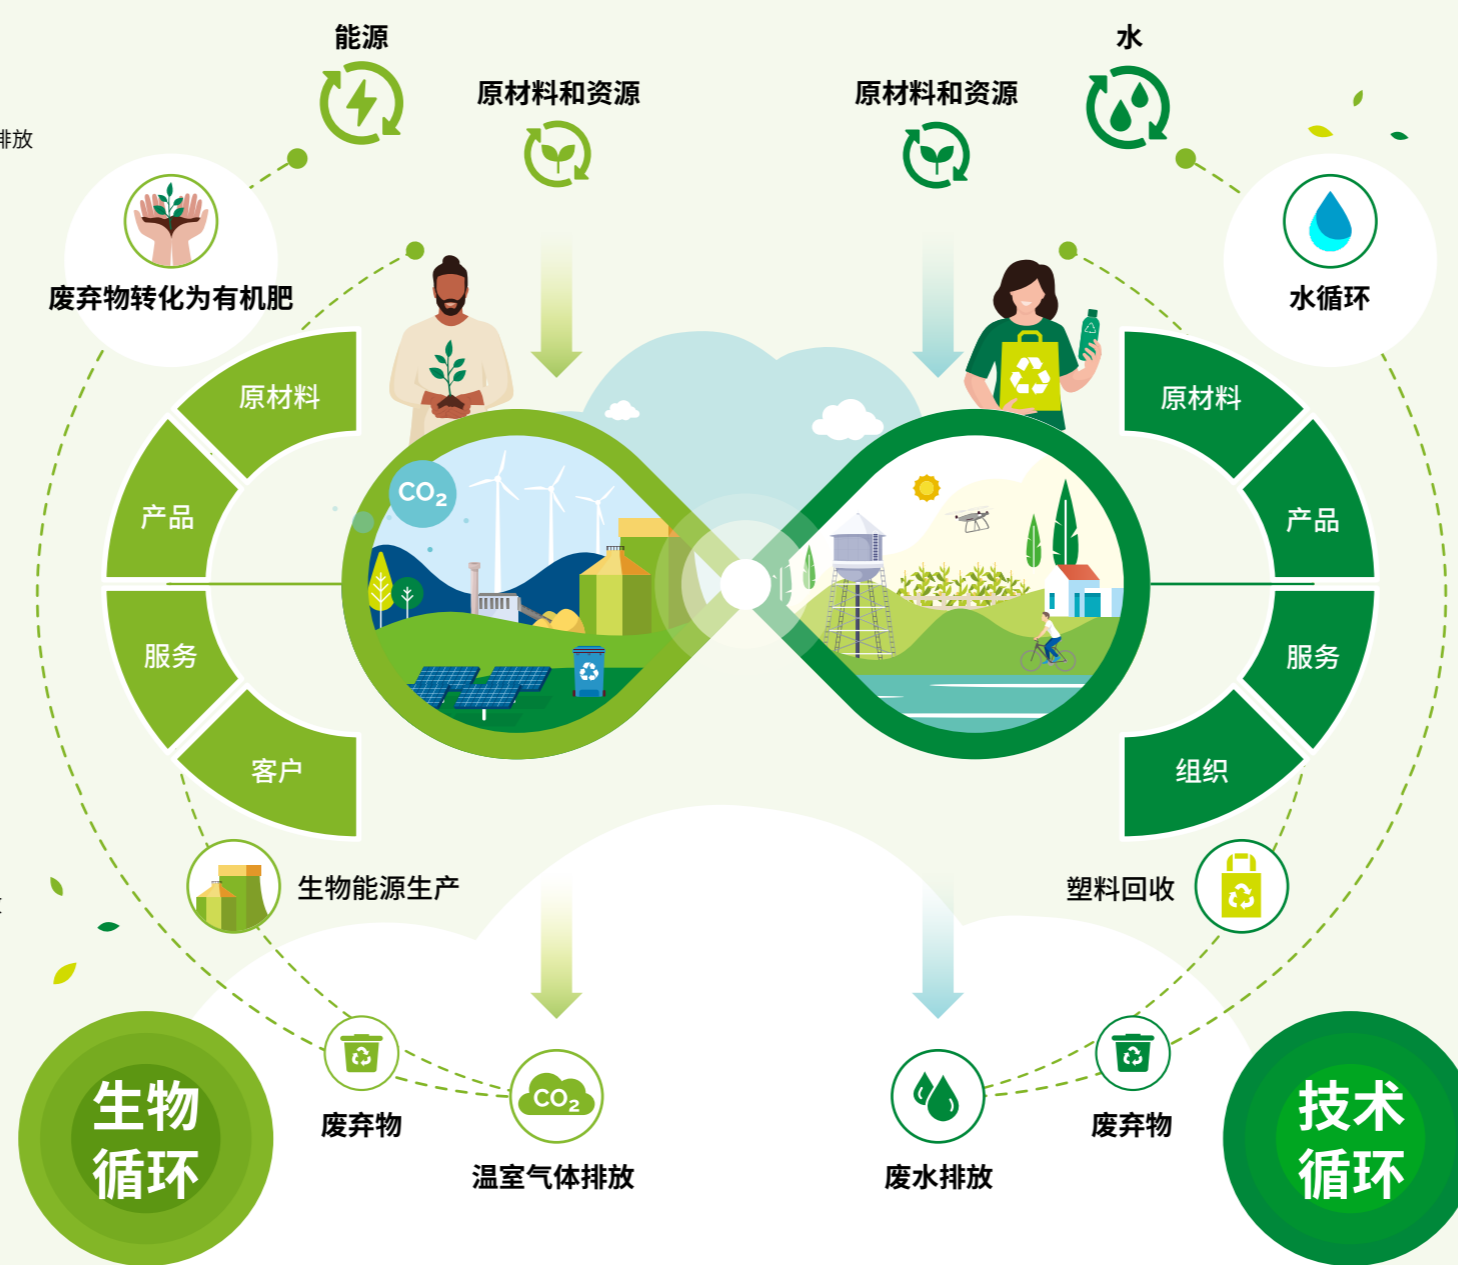 能源
水
原材料和资源
原材料和资源
排放
废弃物转化为有机肥
水循环
原材料
原材料
CO₂
产品
产品
服务
服务
客户
组织
生物能源生产
塑料回收
CO₂
废弃物
废弃物
温室气体排放
废水排放
生物
循环
技术
循环